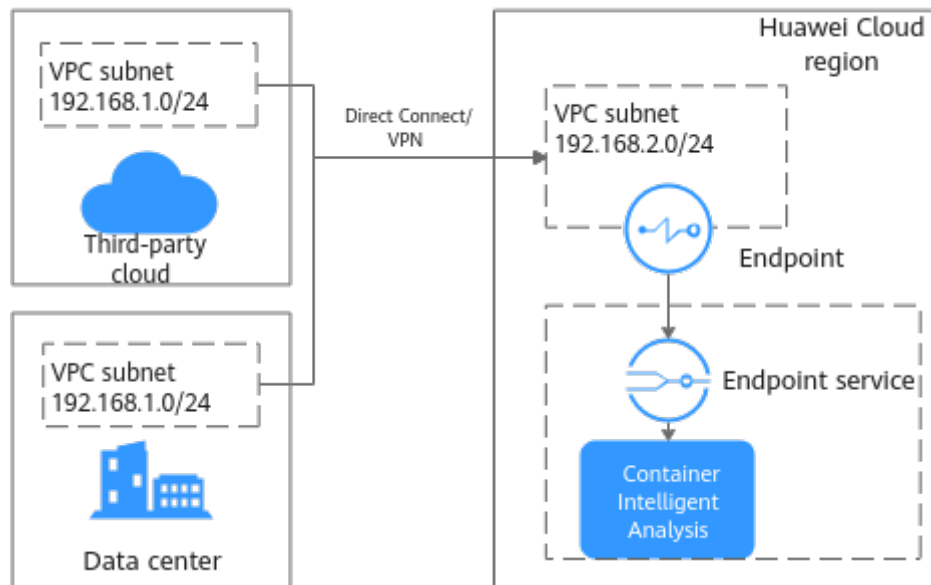 VPC subnet
192.168.1.0/24
Third-party
cloud
VPC subnet
192.168.1.0/24
Data center
Direct Connect/
VPN
Huawei Cloud
region
VPC subnet
192.168.2.0/24
Endpoint
Endpoint service
Container
Intelligent
Analysis